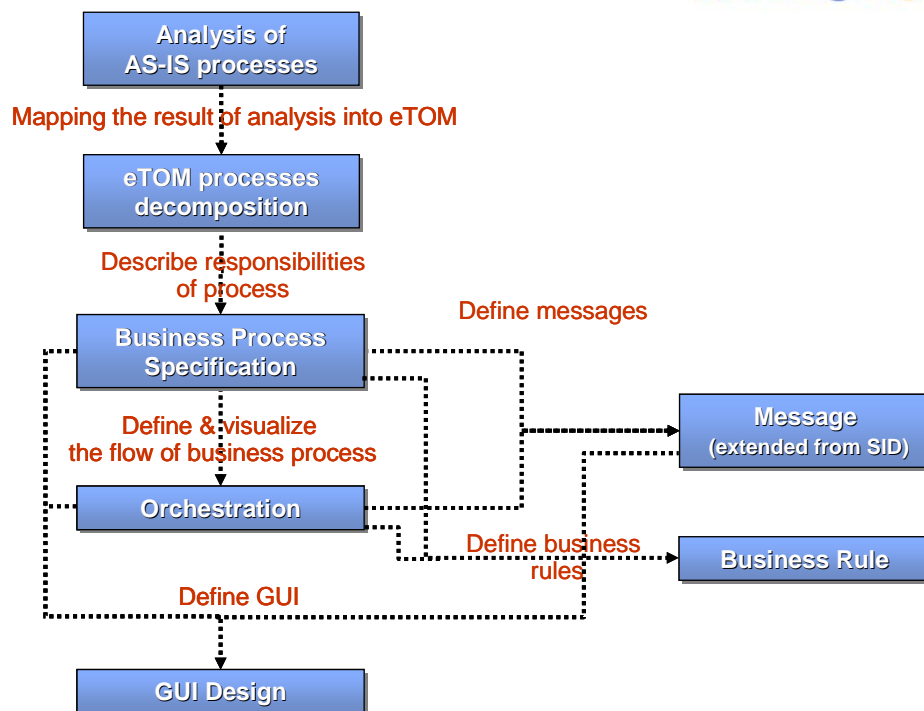 Analysis of
AS-IS processes
Mapping the result of analysis into eTOM
eTOM processes
decomposition
Describe responsibilities
of process
Define messages
Business Process
Specification
Define & visualize
the flow of business process
Message
(extended from SID)
Orchestration
Define business
rules
Business Rule
Define GUI
GUI Design